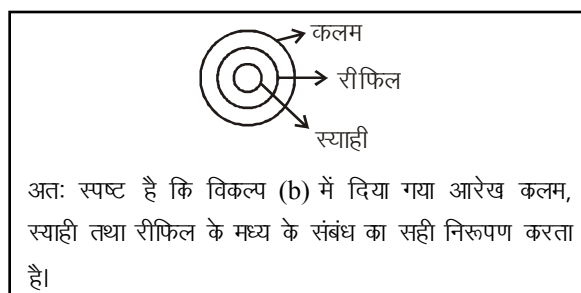 कलम
रीफिल
स्याही
अतः स्पष्ट है कि विकल्प (b) में दिया गया आरेख कलम,
स्याही तथा रीफिल के मध्य के संबंध का सही निरूपण करता
है।